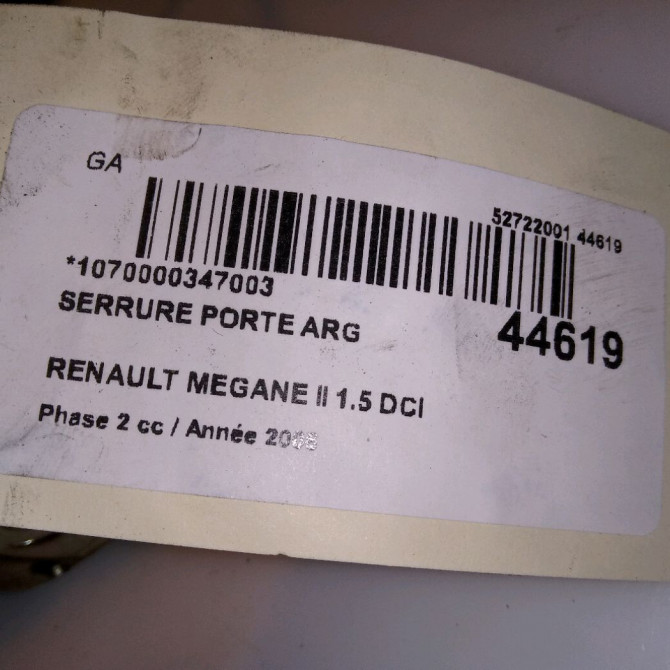 GA
52722001 44619
*1070000347003
SERRURE PORTE ARG
44619
RENAULT MEGANE II 1.5 DCI
Phase 2 cc / Année